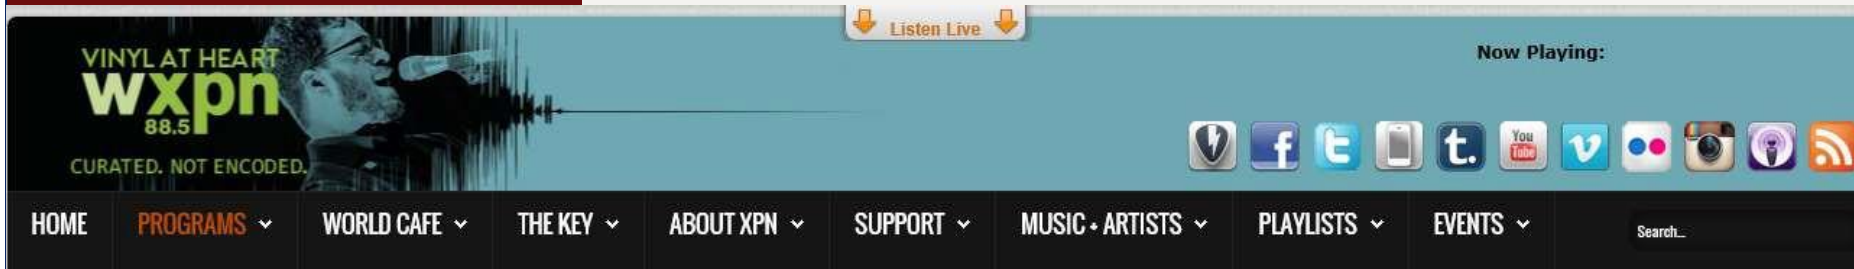 Listen Live
VINYL AT HEART
wxpn
88.5
CURATED. NOT ENCODED.
Now Playing:
f t t. You Tube v
HOME PROGRAMS WORLD CAFE THE KEY ABOUT XPN SUPPORT MUSIC + ARTISTS PLAYLISTS EVENTS Search...